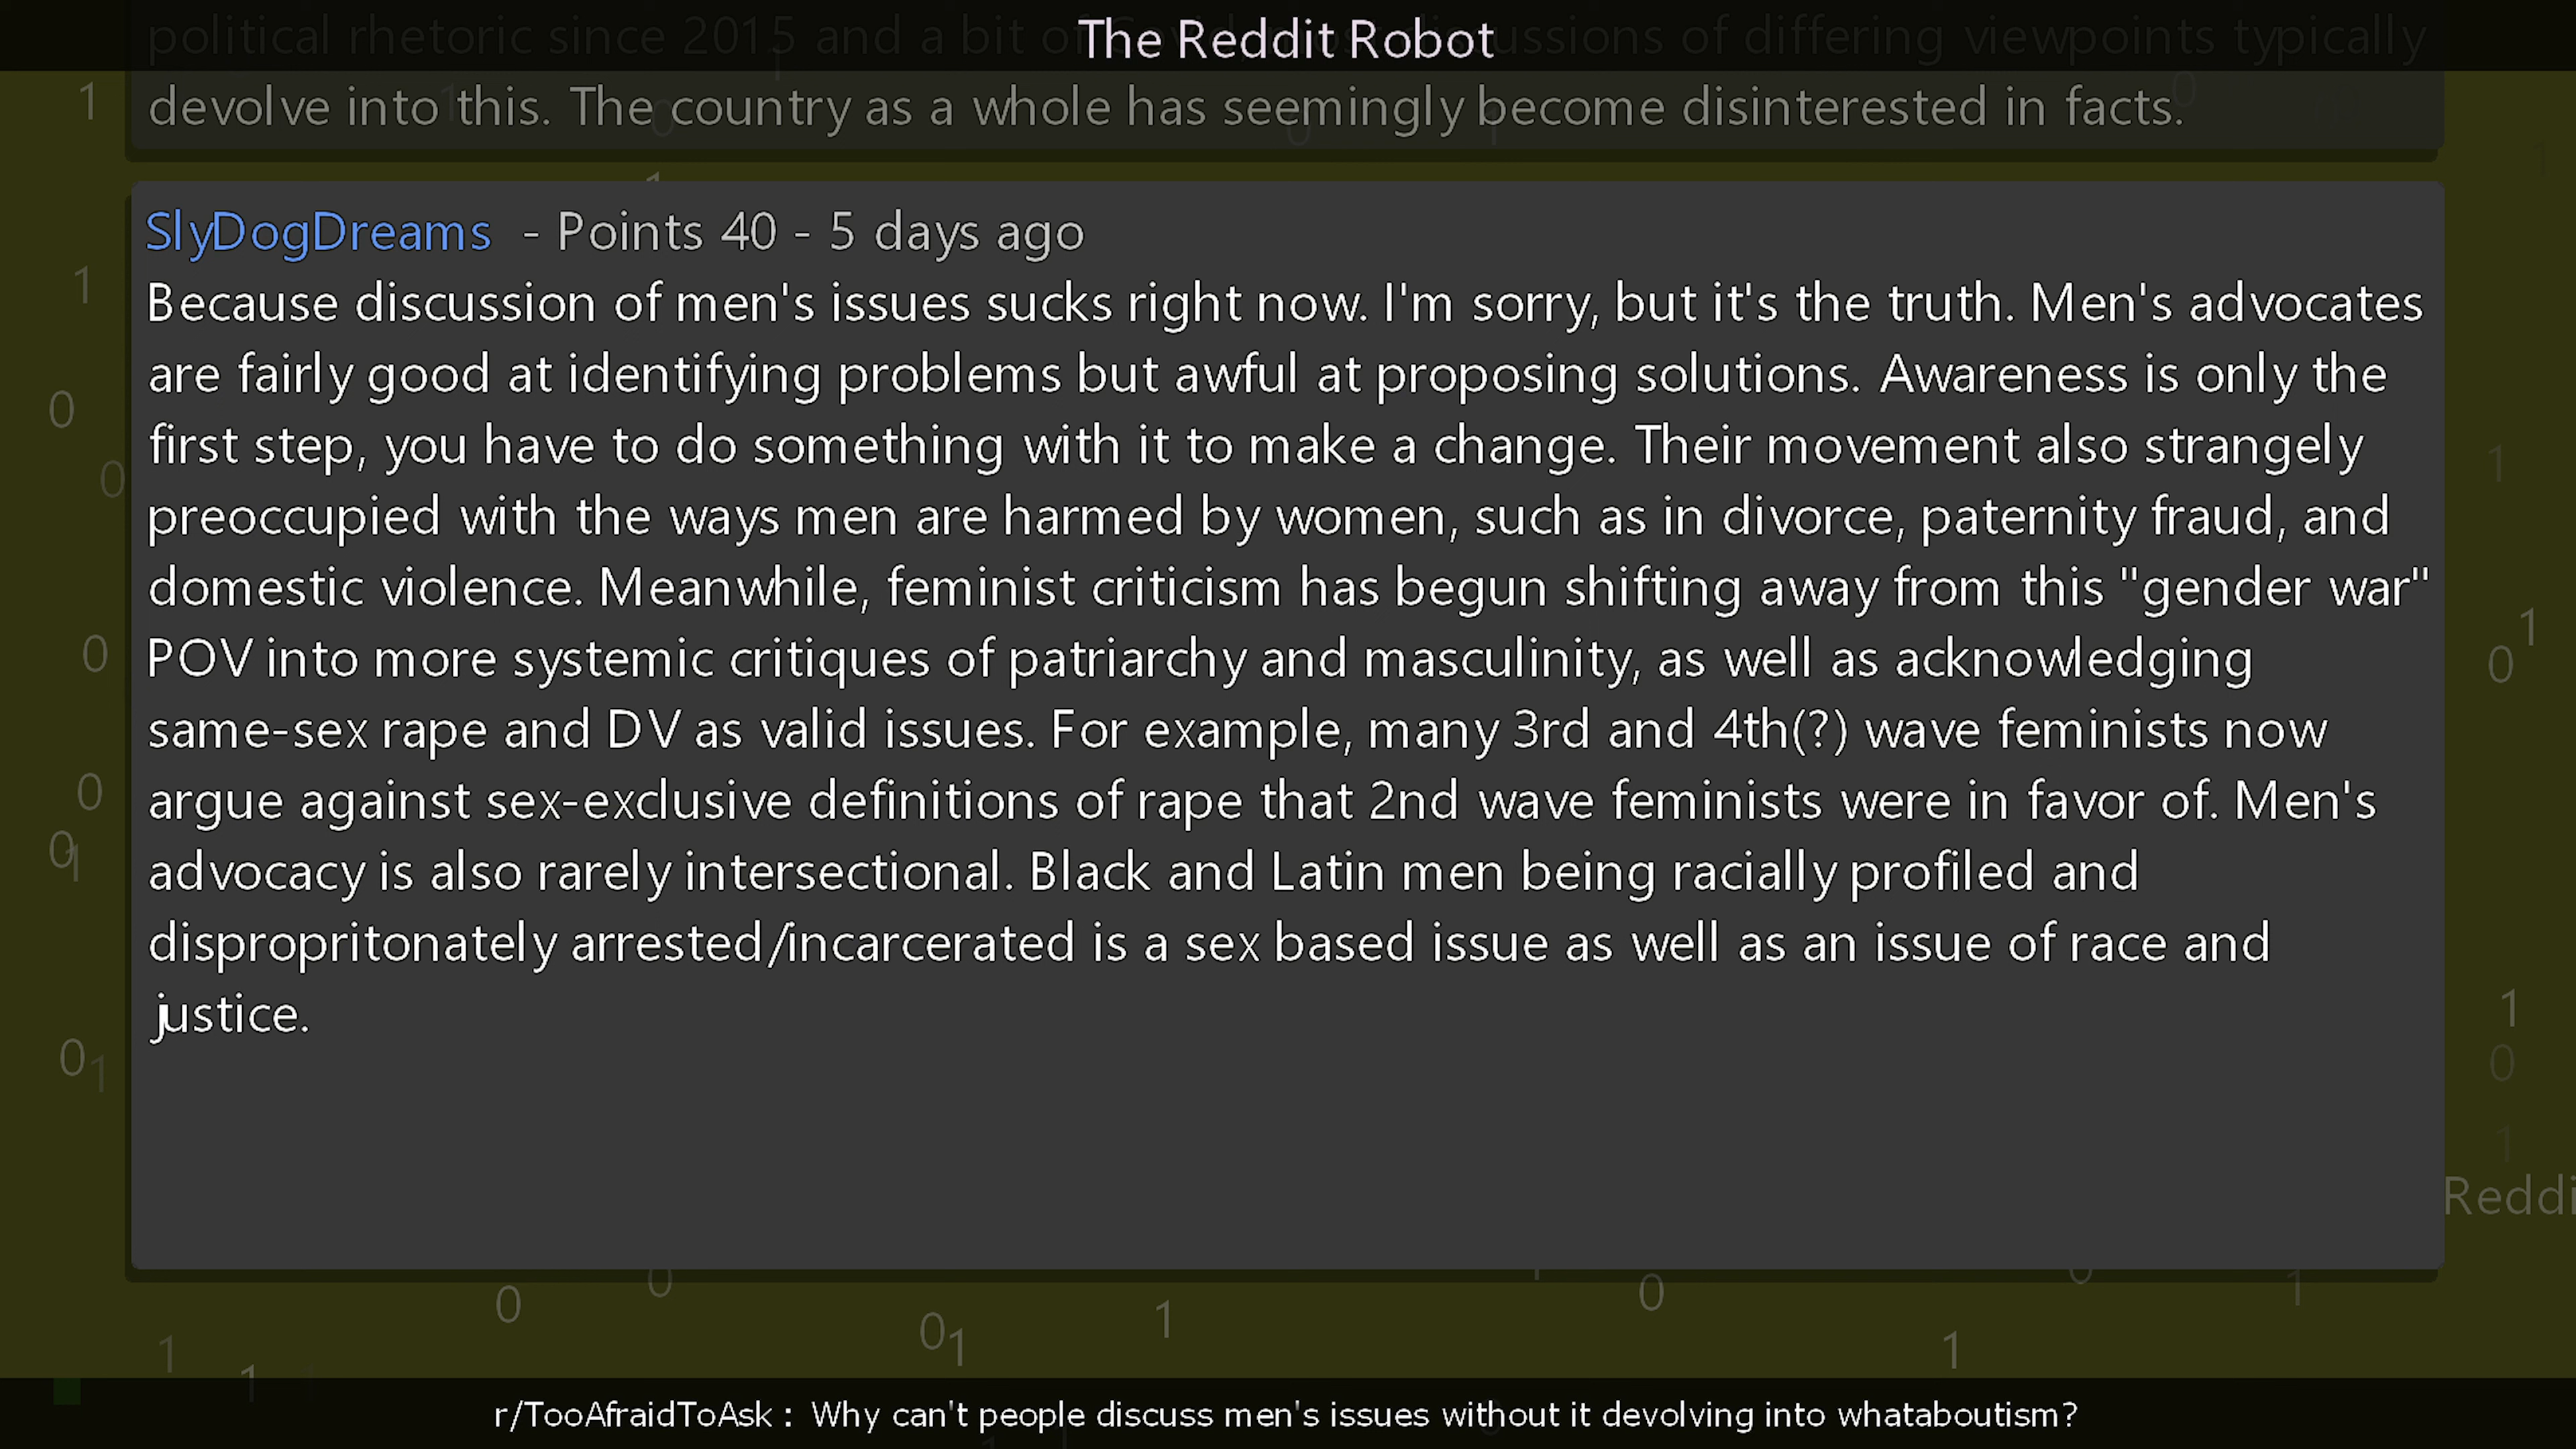 The Reddit Robot
political rhetoric since 2015 and a bit of discussions of differing viewpoints typically
devolve into this. The country as a whole has seemingly become disinterested in facts.
SlyDogDreams - Points 40 - 5 days ago
Because discussion of men's issues sucks right now. I'm sorry, but it's the truth. Men's advocates
are fairly good at identifying problems but awful at proposing solutions. Awareness is only the
first step, you have to do something with it to make a change. Their movement also strangely
preoccupied with the ways men are harmed by women, such as in divorce, paternity fraud, and
domestic violence. Meanwhile, feminist criticism has begun shifting away from this "gender war"
POV into more systemic critiques of patriarchy and masculinity, as well as acknowledging
same-sex rape and DV as valid issues. For example, many 3rd and 4th(?) wave feminists now
argue against sex-exclusive definitions of rape that 2nd wave feminists were in favor of. Men's
advocacy is also rarely intersectional. Black and Latin men being racially profiled and
dispropritonately arrested/incarcerated is a sex based issue as well as an issue of race and
justice.
Reddi
r/TooAfraidToAsk : Why can't people discuss men's issues without it devolving into whataboutism?